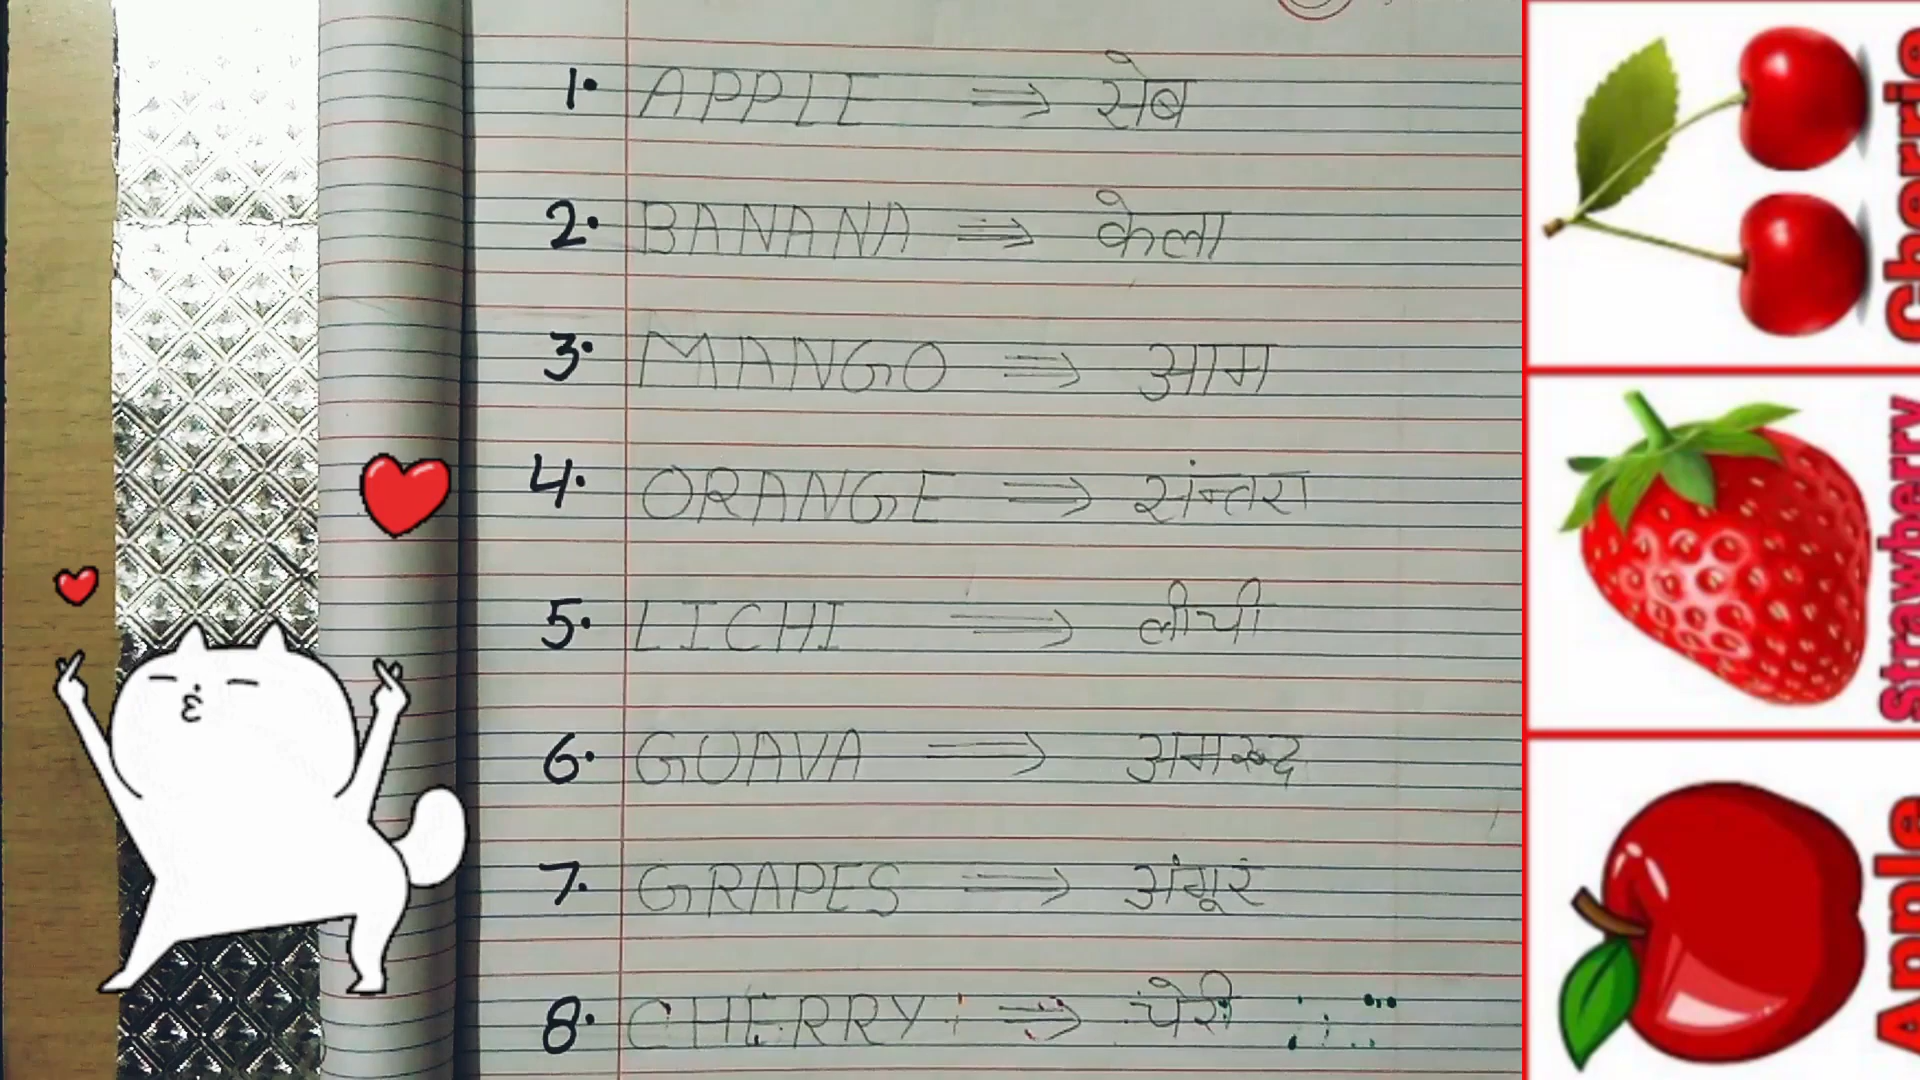 1. APPLE ⇒ सेब
2. BANANA ⇒ केला
3. MANGO ⇒ आम
4. ORANGE ⇒ संन्तरा
5. LICHI ⇒ लीची
6. GUAVA ⇒ अमरूद
7. GRAPES ⇒ अंगूर
8. CHERRY ⇒ चेरी
Cherrie
Strawberry
Apple